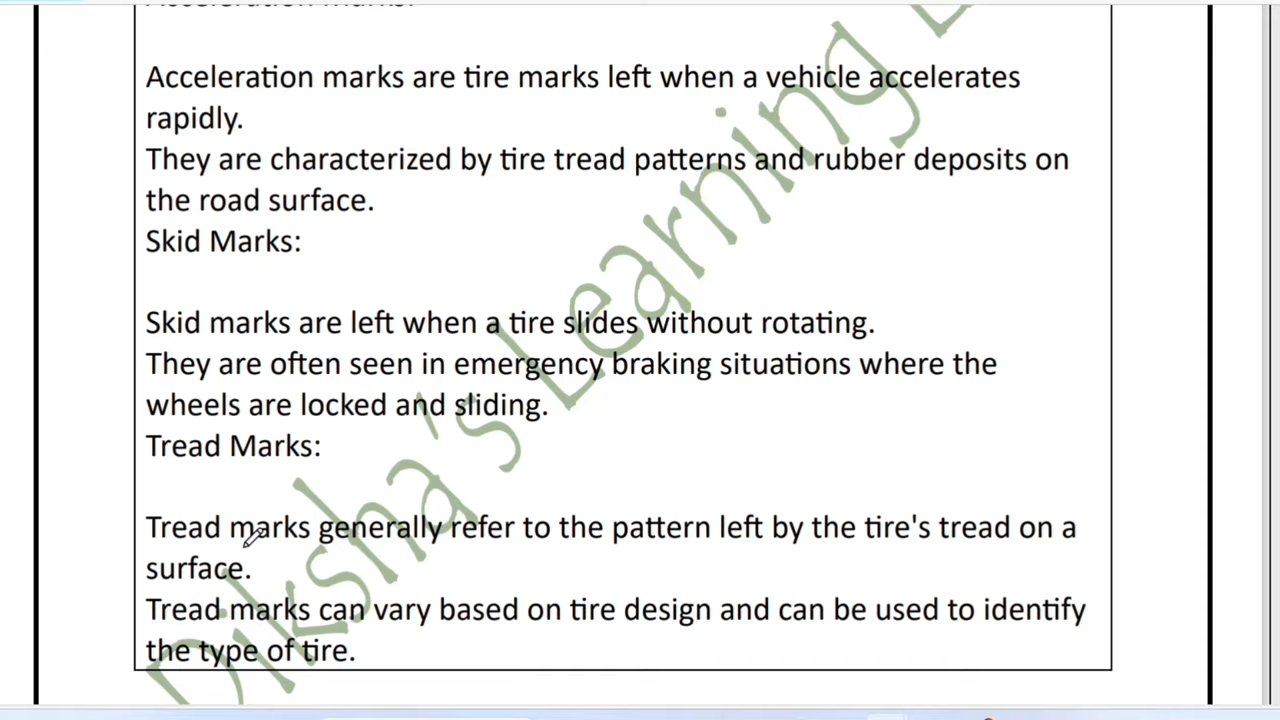 Acceleration marks:
Acceleration marks are tire marks left when a vehicle accelerates
rapidly.
They are characterized by tire tread patterns and rubber deposits on
the road surface.
Skid Marks:
Skid marks are left when a tire slides without rotating.
They are often seen in emergency braking situations where the
wheels are locked and sliding.
Tread Marks:
Tread marks generally refer to the pattern left by the tire's tread on a
surface.
Tread marks can vary based on tire design and can be used to identify
the type of tire.
Diksha's Learning